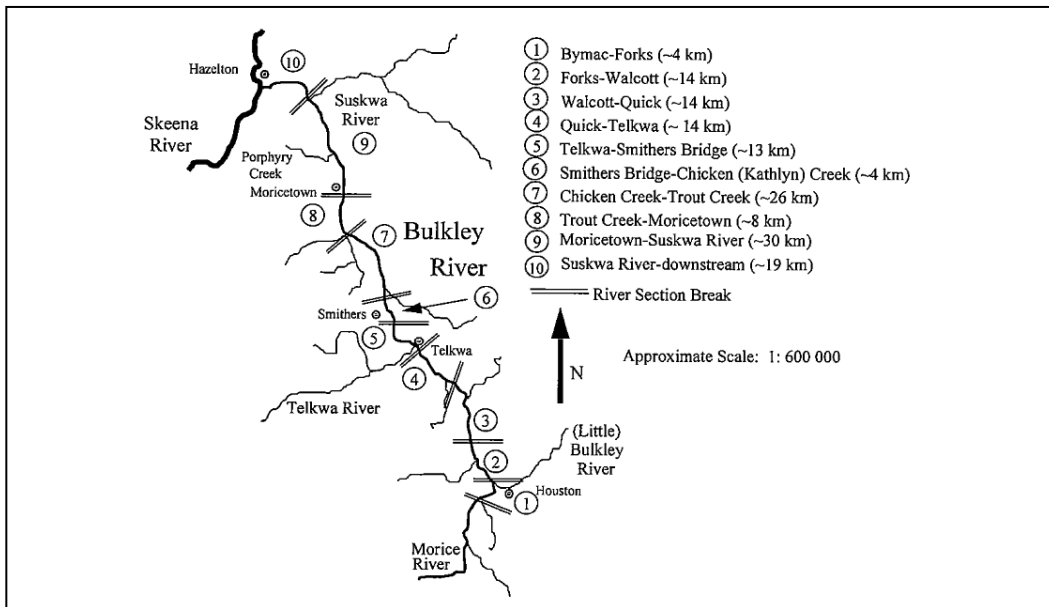 Hazelton
10
Skeena
River
Suskwa
River
9
Porphyry
Creek
Moricetown
8
7
Bulkley
River
6
Smithers
5
Telkwa
4
Telkwa River
3
(Little)
Bulkley
River
2
Houston
1
Morice
River
1 Bymac-Forks (~4 km)
2 Forks-Walcott (~14 km)
3 Walcott-Quick (~14 km)
4 Quick-Telkwa (~ 14 km)
5 Telkwa-Smithers Bridge (~13 km)
6 Smithers Bridge-Chicken (Kathlyn) Creek (~4 km)
7 Chicken Creek-Trout Creek (~26 km)
8 Trout Creek-Moricetown (~8 km)
9 Moricetown-Suskwa River (~30 km)
10 Suskwa River-downstream (~19 km)
River Section Break
N
Approximate Scale: 1: 600 000